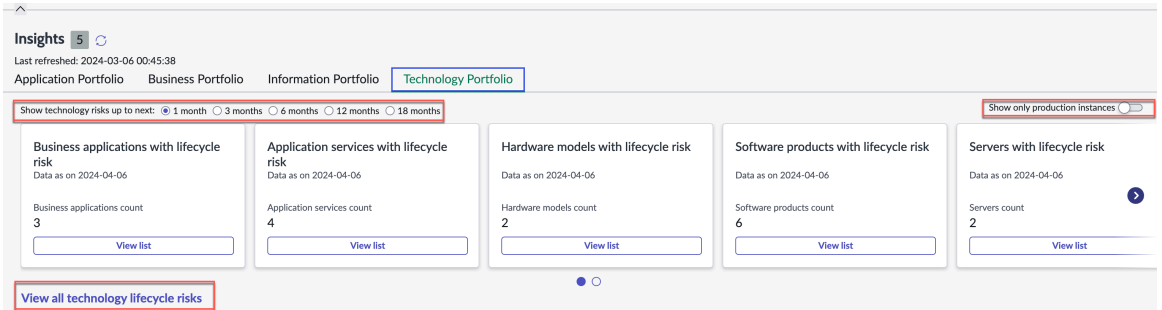 Insights 5
Last refreshed: 2024-03-06 00:45:38
Application Portfolio Business Portfolio Information Portfolio Technology Portfolio
Show technology risks up to next: 1 month 3 months 6 months 12 months 18 months
Show only production instances
Business applications with lifecycle
risk
Data as on 2024-04-06
Business applications count
3
View list
Application services with lifecycle
risk
Data as on 2024-04-06
Application services count
4
View list
Hardware models with lifecycle risk
Data as on 2024-04-06
Hardware models count
2
View list
Software products with lifecycle risk
Data as on 2024-04-06
Software products count
6
View list
Servers with lifecycle risk
Data as on 2024-04-06
Servers count
2
View list
View all technology lifecycle risks